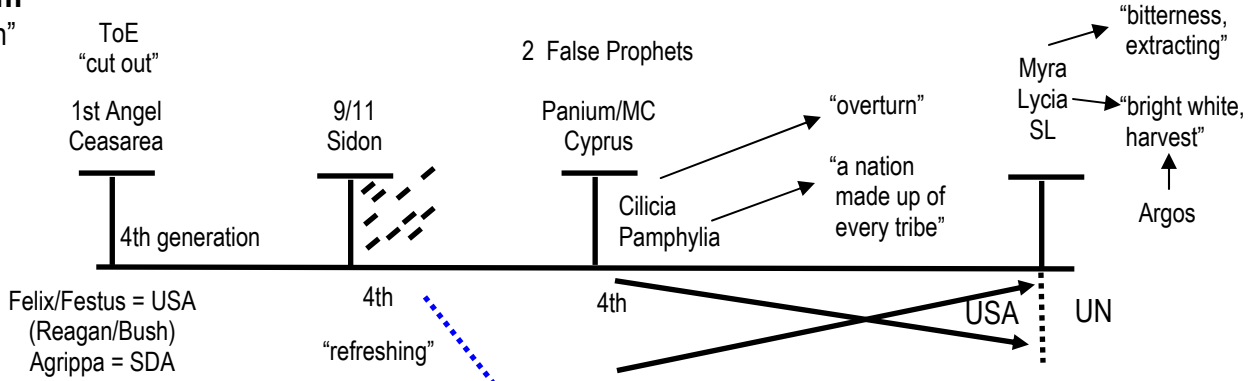 ToE
“cut out”
1st Angel
Ceasarea
4th generation
9/11
Sidon
2 False Prophets
Panium/MC
Cyprus
Cilicia
Pamphylia
“overturn”
“a nation
made up of
every tribe”
Myra
Lycia
SL
“bitterness,
extracting”
“bright white,
harvest”
Argos
Felix/Festus = USA
(Reagan/Bush)
Agrippa = SDA
4th
“refreshing”
4th
USA
UN